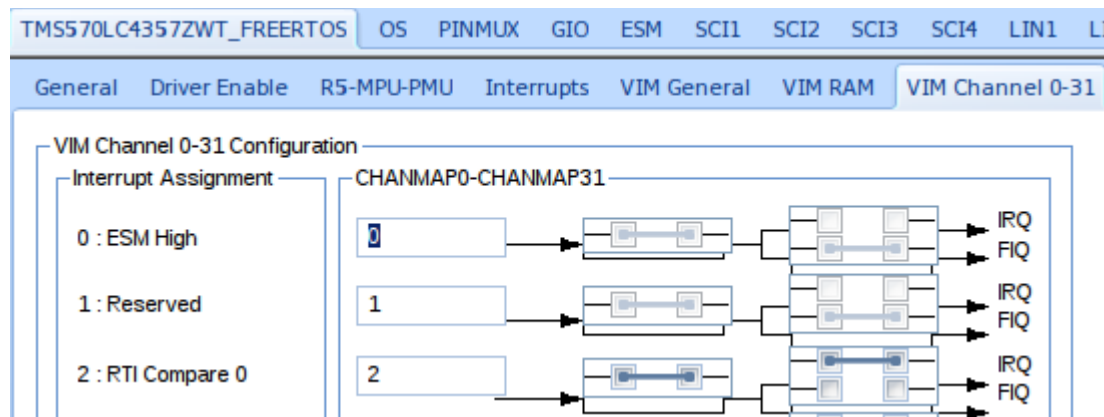 TMS570LC4357ZWT_FREERTOS OS PINMUX GIO ESM SCI1 SCI2 SCI3 SCI4 LIN1
General Driver Enable R5-MPU-PMU Interrupts VIM General VIM RAM VIM Channel 0-31
VIM Channel 0-31 Configuration
Interrupt Assignment CHANMAP0-CHANMAP31
0 : ESM High 0 IRQ
FIQ
1 : Reserved 1 IRQ
FIQ
2 : RTI Compare 0 2 IRQ
FIQ